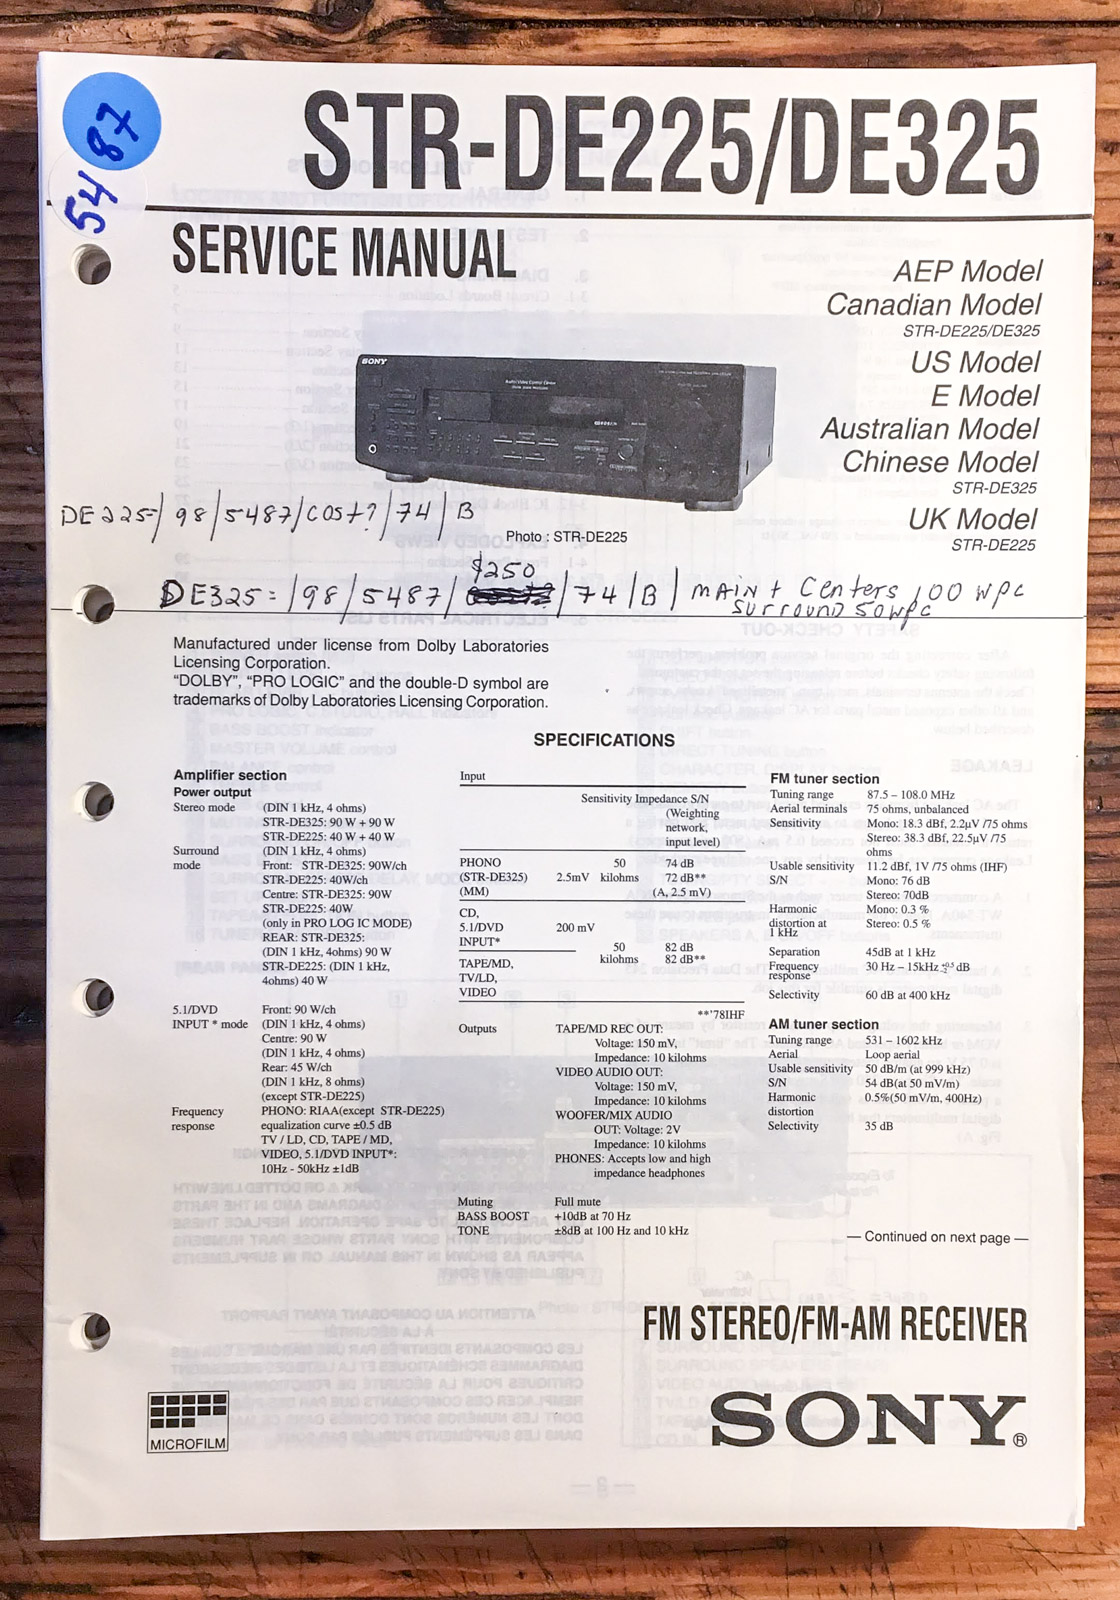 54 87
STR-DE225/DE325
SERVICE MANUAL
AEP Model
Canadian Model
STR-DE225/DE325
US Model
E Model
Australian Model
Chinese Model
STR-DE325
UK Model
STR-DE225
SONY
Photo : STR-DE225
DE225=/98/5487/COST?/74/B
$250
DE325=/98/5487/ /74/B/ MAIN + Centers 100 WPC
SURROUND 50WPC
Manufactured under license from Dolby Laboratories
Licensing Corporation.
“DOLBY”, “PRO LOGIC” and the double-D symbol are
trademarks of Dolby Laboratories Licensing Corporation.
SPECIFICATIONS
Amplifier section
Power output
Stereo mode (DIN 1 kHz, 4 ohms)
STR-DE325: 90 W + 90 W
STR-DE225: 40 W + 40 W
Surround (DIN 1 kHz, 4 ohms)
mode Front: STR-DE325: 90W/ch
STR-DE225: 40W/ch
Centre: STR-DE325: 90W
STR-DE225: 40W
(only in PRO LOG IC MODE)
REAR: STR-DE325:
(DIN 1 kHz, 4ohms) 90 W
STR-DE225: (DIN 1 kHz,
4ohms) 40 W
5.1/DVD Front: 90 W/ch
INPUT * mode (DIN 1 kHz, 4 ohms)
Centre: 90 W
(DIN 1 kHz, 4 ohms)
Rear: 45 W/ch
(DIN 1 kHz, 8 ohms)
(except STR-DE225)
Frequency PHONO: RIAA(except STR-DE225)
response equalization curve ±0.5 dB
TV / LD, CD, TAPE / MD,
VIDEO, 5.1/DVD INPUT*:
10Hz - 50kHz ±1dB
Input
Sensitivity Impedance S/N
(Weighting
network,
input level)
PHONO 50 74 dB
(STR-DE325) 2.5mV kilohms 72 dB**
(MM) (A, 2.5 mV)
CD,
5.1/DVD 200 mV
INPUT* 50 82 dB
TAPE/MD, kilohms 82 dB**
TV/LD,
VIDEO
**'78IHF
Outputs TAPE/MD REC OUT:
Voltage: 150 mV,
Impedance: 10 kilohms
VIDEO AUDIO OUT:
Voltage: 150 mV,
Impedance: 10 kilohms
WOOFER/MIX AUDIO
OUT: Voltage: 2V
Impedance: 10 kilohms
PHONES: Accepts low and high
impedance headphones
Muting Full mute
BASS BOOST +10dB at 70 Hz
TONE ±8dB at 100 Hz and 10 kHz
FM tuner section
Tuning range 87.5 – 108.0 MHz
Aerial terminals 75 ohms, unbalanced
Sensitivity Mono: 18.3 dBf, 2.2µV /75 ohms
Stereo: 38.3 dBf, 22.5µV /75
ohms
Usable sensitivity 11.2 dBf, 1V /75 ohms (IHF)
S/N Mono: 76 dB
Stereo: 70dB
Harmonic Mono: 0.3 %
distortion at Stereo: 0.5 %
1 kHz
Separation 45dB at 1 kHz
Frequency 30 Hz – 15kHz dB
response
Selectivity 60 dB at 400 kHz
AM tuner section
Tuning range 531 – 1602 kHz
Aerial Loop aerial
Usable sensitivity 50 dB/m (at 999 kHz)
S/N 54 dB(at 50 mV/m)
Harmonic 0.5%(50 mV/m, 400Hz)
distortion
Selectivity 35 dB
— Continued on next page —
FM STEREO/FM-AM RECEIVER
MICROFILM
SONY®